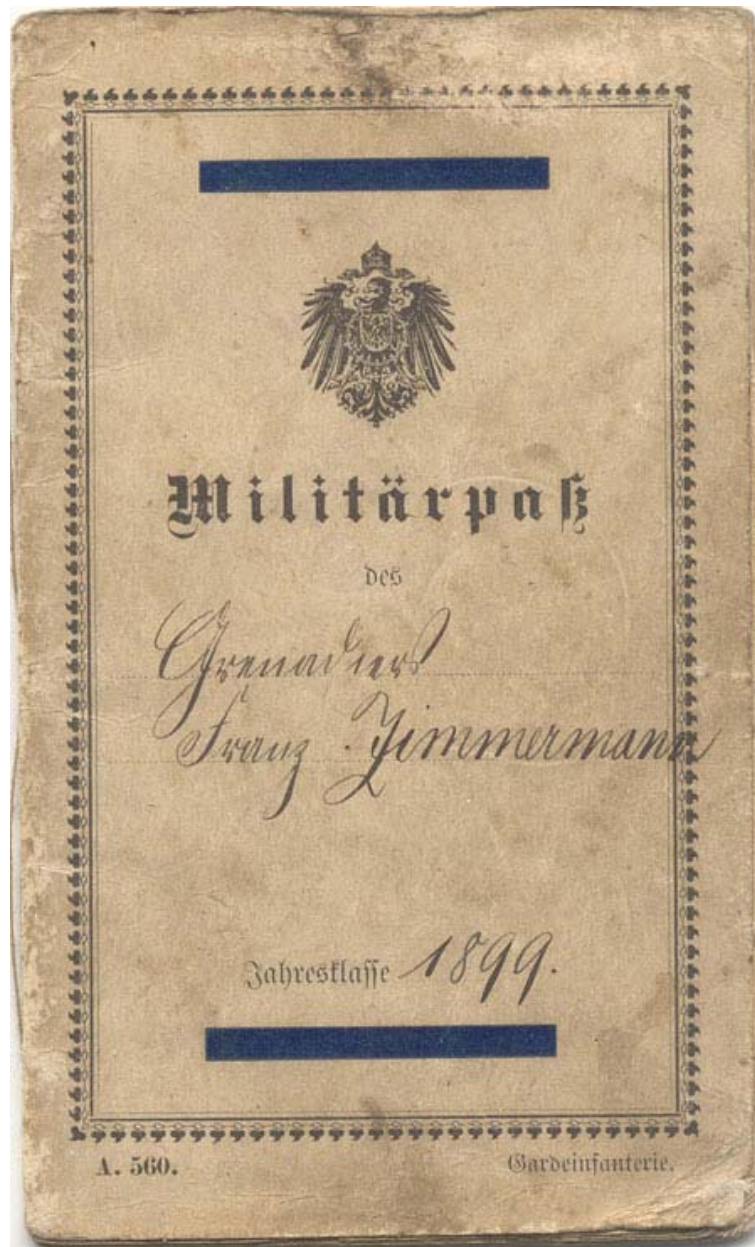 Militärpaß
des
Grenadiers
Franz Zimmermann
Jahresklasse 1899.
A. 560.
Gardeinfanterie.